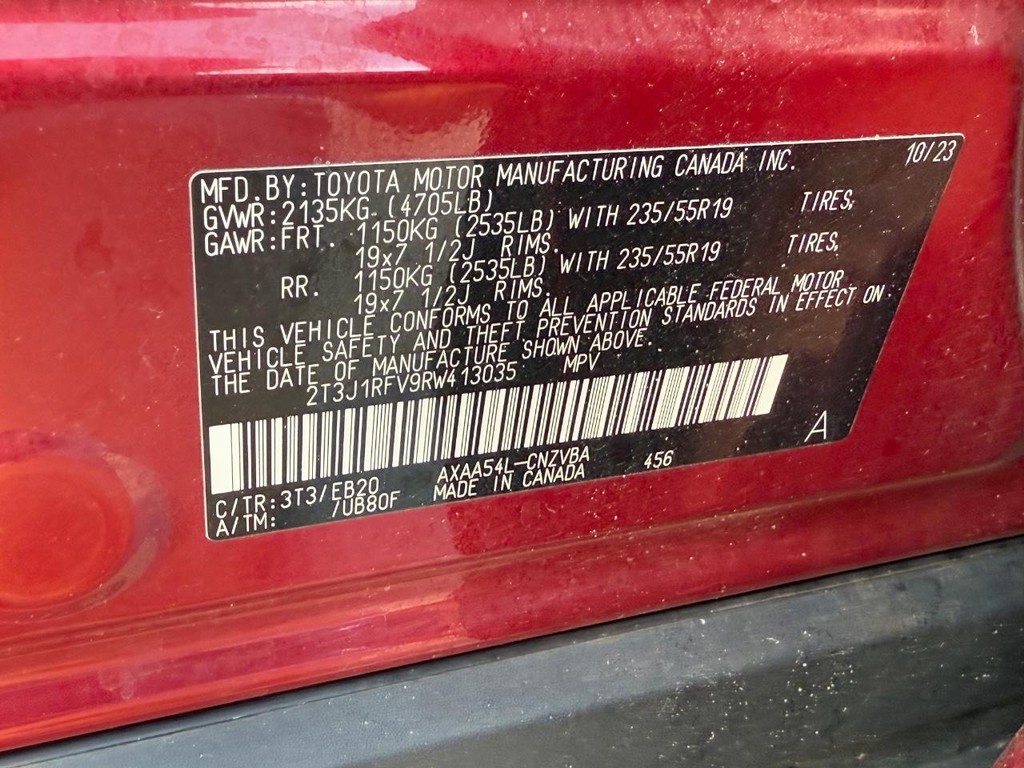 MFD. BY: TOYOTA MOTOR MANUFACTURING CANADA INC. 10/23
GVWR: 2135KG (4705LB)
GAWR: FRT. 1150KG (2535LB) WITH 235/55R19 TIRES,
19x7 1/2J RIMS.
RR. 1150KG (2535LB) WITH 235/55R19 TIRES,
19x7 1/2J RIMS.
THIS VEHICLE CONFORMS TO ALL APPLICABLE FEDERAL MOTOR
VEHICLE SAFETY AND THEFT PREVENTION STANDARDS IN EFFECT ON
THE DATE OF MANUFACTURE SHOWN ABOVE.
2T3J1RFV9RW413035 MPV
A
C/TR: 3T3/EB20 AXAA54L-CNZVBA 456
A/TM: /UB80F MADE IN CANADA